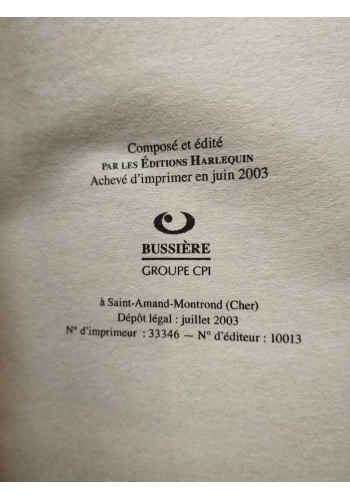 Composé et édité
PAR LES ÉDITIONS HARLEQUIN
Achevé d'imprimer en juin 2003
BUSSIÈRE
GROUPE CPI
à Saint-Amand-Montrond (Cher)
Dépôt légal : juillet 2003
N° d'imprimeur : 33346 — N° d'éditeur : 10013